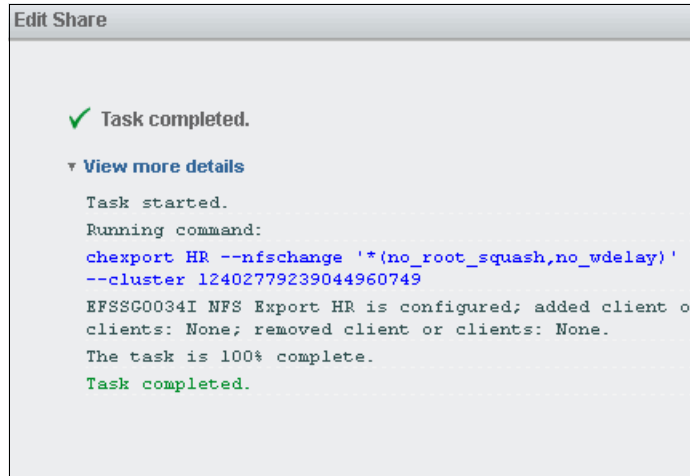 Edit Share
Task completed.
View more details
Task started.
Running command:
chexport HR --nfschange '*(no_root_squash,no_wdelay)'
--cluster 12402779239044960749
EFSSG0034I NFS Export HR is configured; added client o
clients: None; removed client or clients: None.
The task is 100% complete.
Task completed.